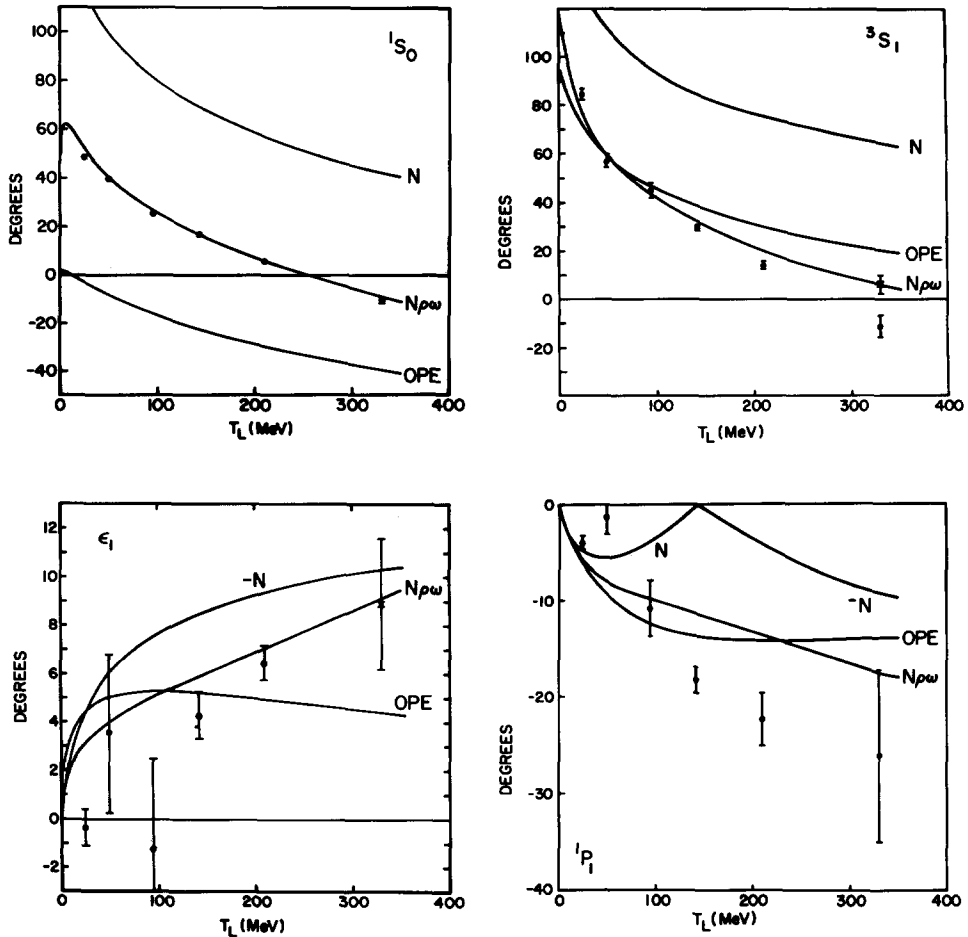 ¹S₀
100
80
60
40
20
0
-20
-40
DEGREES
N
Nρω
OPE
0 100 200 300 400
T_L (MeV)
³S₁
100
80
60
40
20
0
-20
DEGREES
N
OPE
Nρω
0 100 200 300 400
T_L (MeV)
ε₁
12
10
8
6
4
2
0
-2
DEGREES
-N
Nρω
OPE
0 100 200 300 400
T_L (MeV)
0
-10
-20
-30
-40
DEGREES
N
-N
OPE
Nρω
¹P₁
0 100 200 300 400
T_L (MeV)